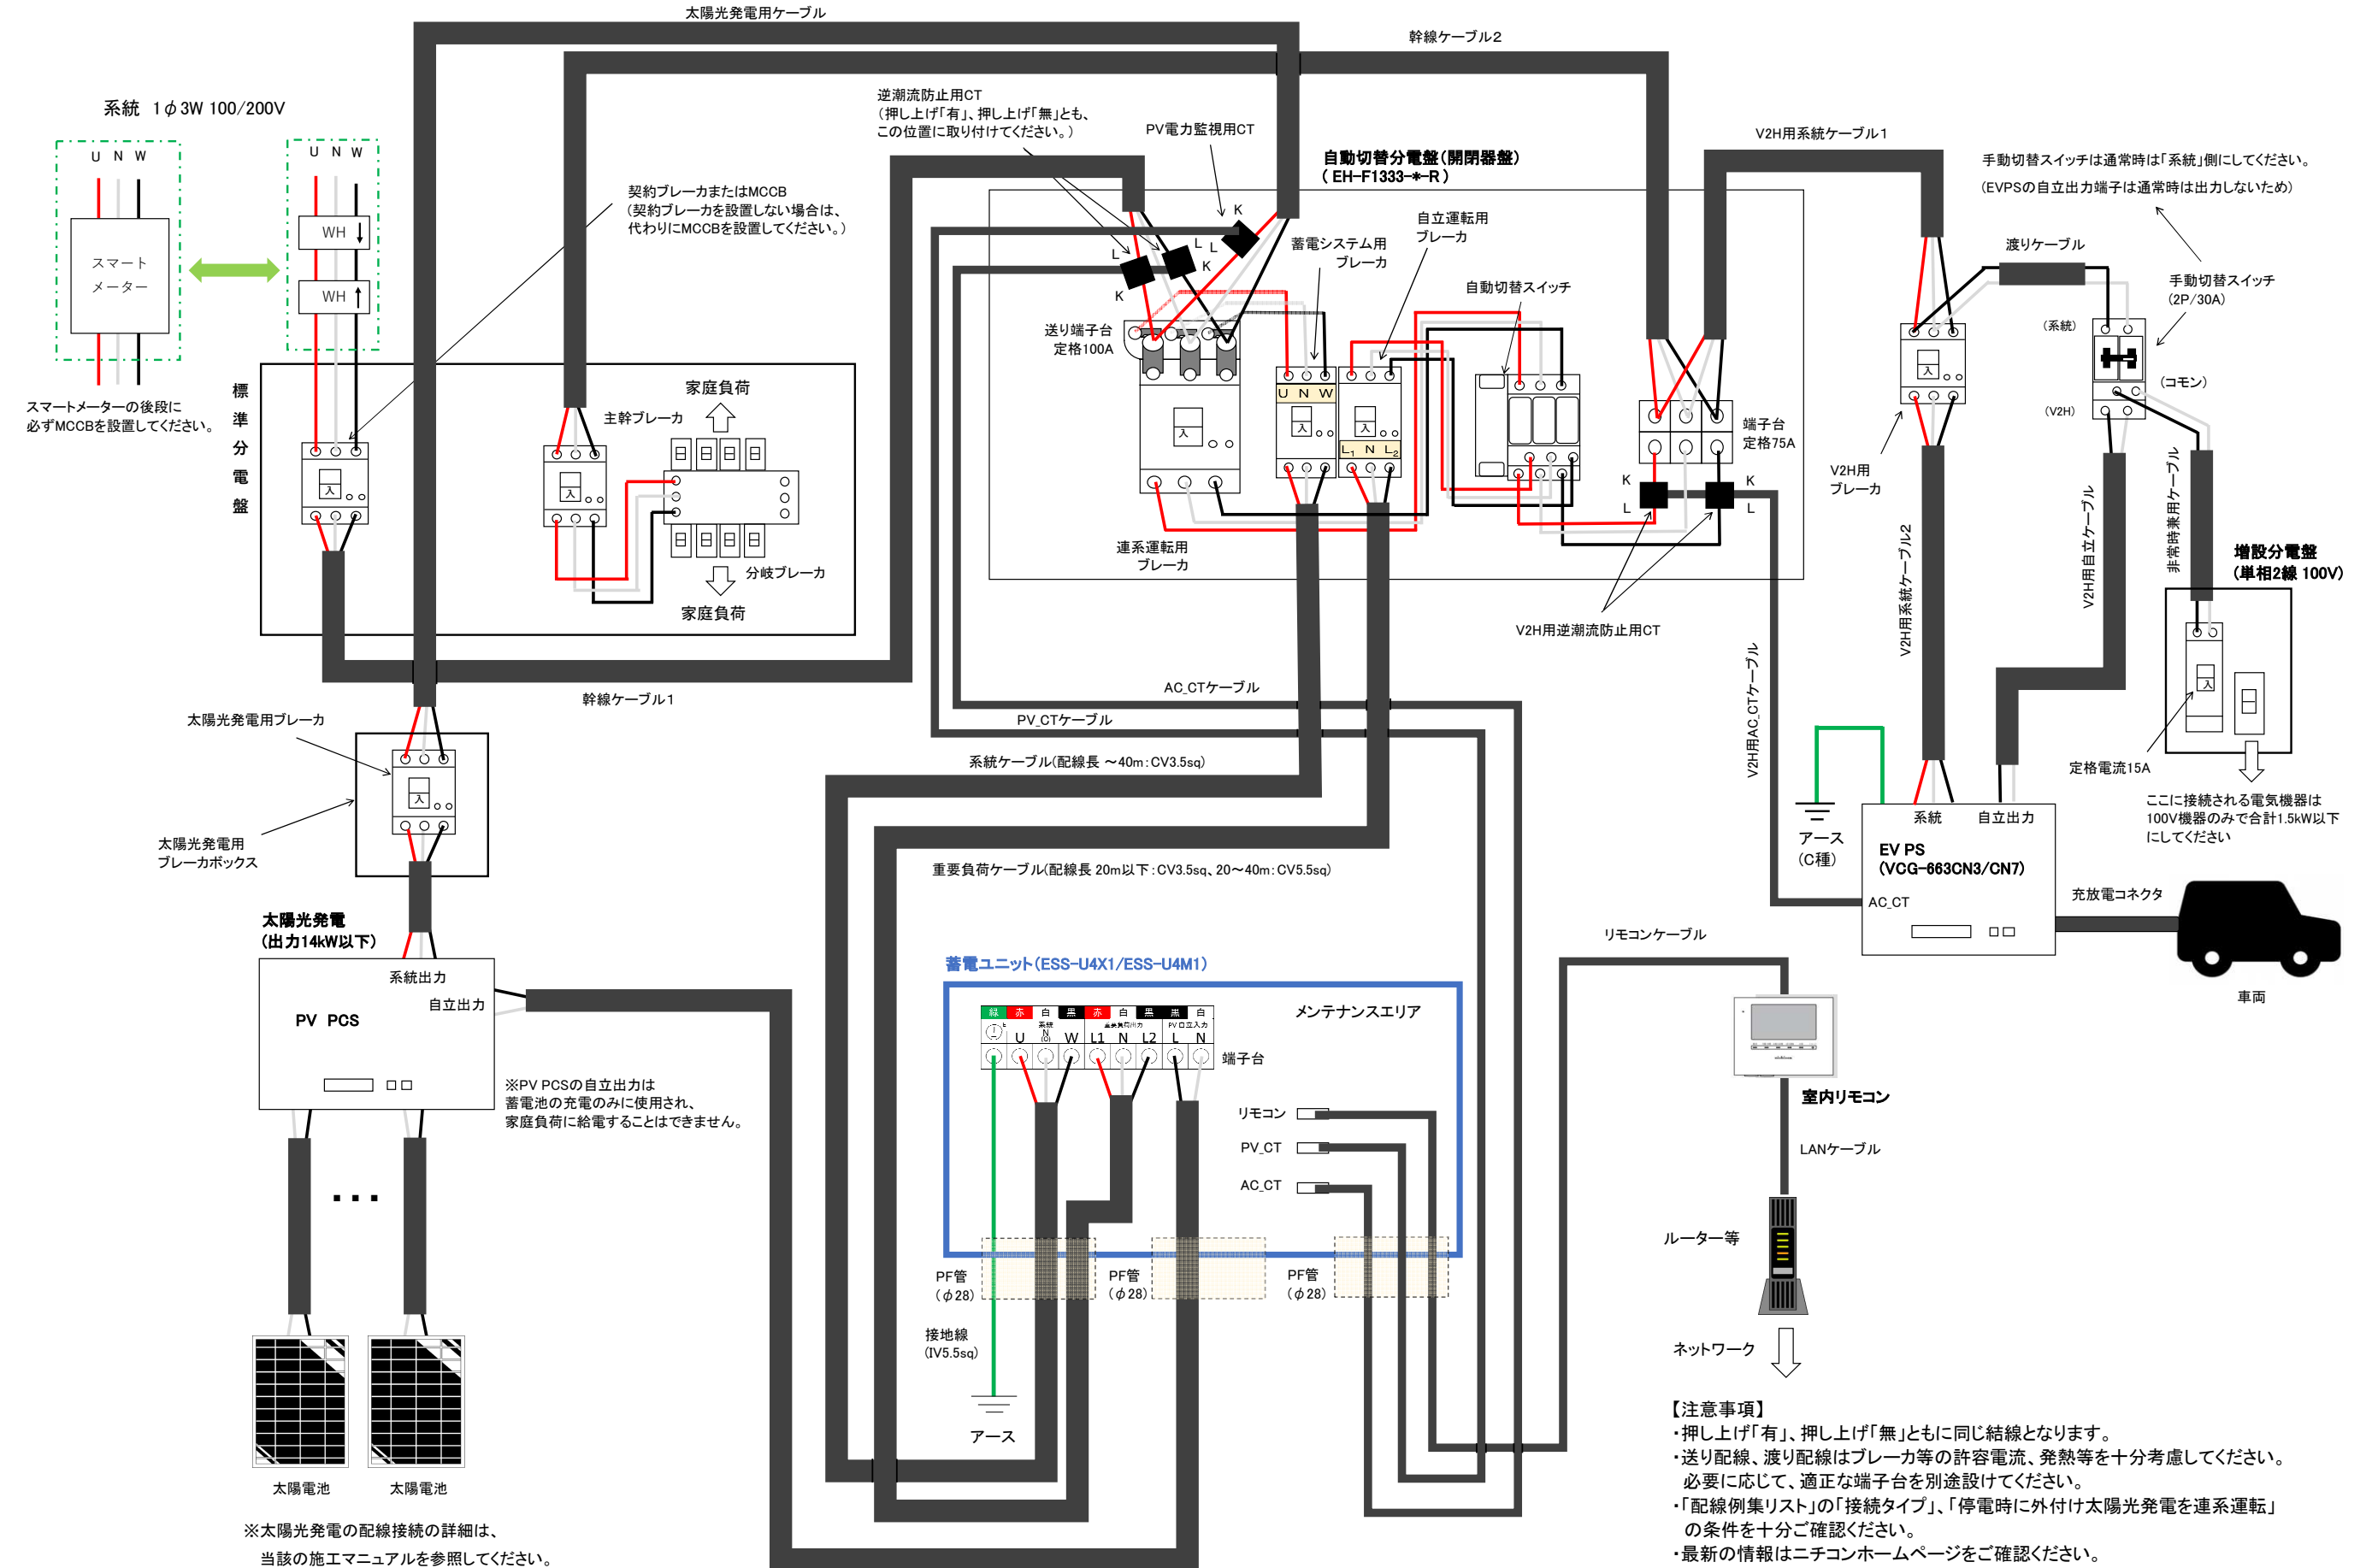 太陽光発電用ケーブル
幹線ケーブル2
系統 1φ3W 100/200V
U N W
U N W
スマート
メーター
WH
WH
スマートメーターの後段に
必ずMCCBを設置してください。
契約ブレーカまたはMCCB
(契約ブレーカを設置しない場合は、
代わりにMCCBを設置してください。)
逆潮流防止用CT
(押し上げ「有」、押し上げ「無」とも、
この位置に取り付けてください。)
PV電力監視用CT
自動切替分電盤(開閉器盤)
( EH-F1333-*-R )
V2H用系統ケーブル1
手動切替スイッチは通常時は「系統」側にしてください。
(EVPSの自立出力端子は通常時は出力しないため)
渡りケーブル
手動切替スイッチ
(2P/30A)
(系統)
(コモン)
(V2H)
標準分電盤
入
主幹ブレーカ
家庭負荷
入
分岐ブレーカ
家庭負荷
K
L
L
K
L
K
送り端子台
定格100A
蓄電システム用
ブレーカ
自立運転用
ブレーカ
自動切替スイッチ
入
U N W
入
入
L1 N L2
端子台
定格75A
K
L
K
L
連系運転用
ブレーカ
V2H用逆潮流防止用CT
入
V2H用
ブレーカ
V2H用系統ケーブル2
V2H用自立ケーブル
非常時兼用ケーブル
増設分電盤
(単相2線 100V)
入
定格電流15A
ここに接続される電気機器は
100V機器のみで合計1.5kW以下
にしてください
幹線ケーブル1
AC_CTケーブル
PV_CTケーブル
系統ケーブル(配線長 ～40m:CV3.5sq)
重要負荷ケーブル(配線長 20m以下:CV3.5sq、20～40m:CV5.5sq)
V2H用AC_CTケーブル
アース
(C種)
系統
自立出力
EV PS
(VCG-663CN3/CN7)
AC_CT
充放電コネクタ
車両
太陽光発電用ブレーカ
入
太陽光発電用
ブレーカボックス
太陽光発電
(出力14kW以下)
系統出力
自立出力
PV PCS
※PV PCSの自立出力は
蓄電池の充電のみに使用され、
家庭負荷に給電することはできません。
太陽電池
太陽電池
※太陽光発電の配線接続の詳細は、
当該の施工マニュアルを参照してください。
蓄電ユニット(ESS-U4X1/ESS-U4M1)
緑 赤 白 黒 赤 白 黒 黒 白
E 系統 重要負荷出力 PV自立入力
U N(O) W L1 N L2 L N
端子台
メンテナンスエリア
リモコン
PV_CT
AC_CT
PF管
(φ28)
PF管
(φ28)
PF管
(φ28)
接地線
(IV5.5sq)
アース
リモコンケーブル
室内リモコン
LANケーブル
ルーター等
ネットワーク
【注意事項】
・押し上げ「有」、押し上げ「無」ともに同じ結線となります。
・送り配線、渡り配線はブレーカ等の許容電流、発熱等を十分考慮してください。
必要に応じて、適正な端子台を別途設けてください。
・「配線例集リスト」の「接続タイプ」、「停電時に外付け太陽光発電を連系運転」
の条件を十分ご確認ください。
・最新の情報はニチコンホームページをご確認ください。